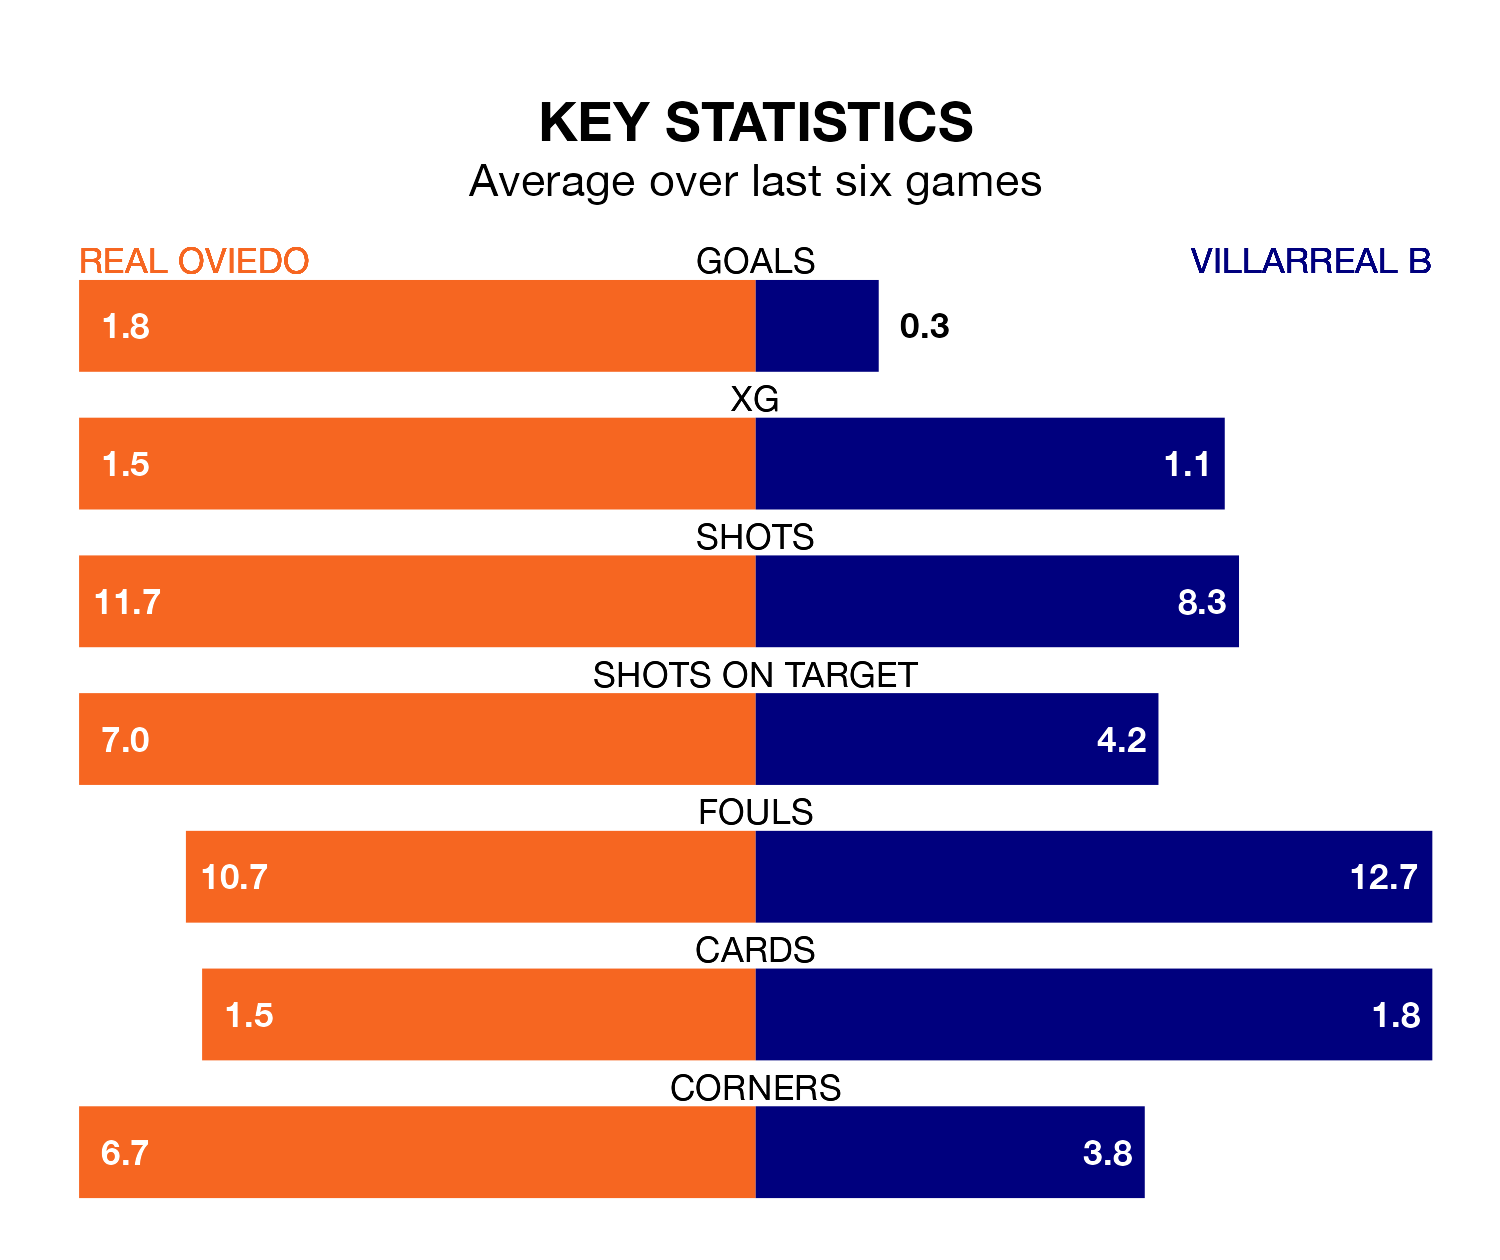 KEY STATISTICS
Average over last six games
REAL OVIEDO GOALS VILLARREAL B
1.8 0.3
XG
1.5 1.1
SHOTS
11.7 8.3
SHOTS ON TARGET
7.0 4.2
FOULS
10.7 12.7
CARDS
1.5 1.8
CORNERS
6.7 3.8